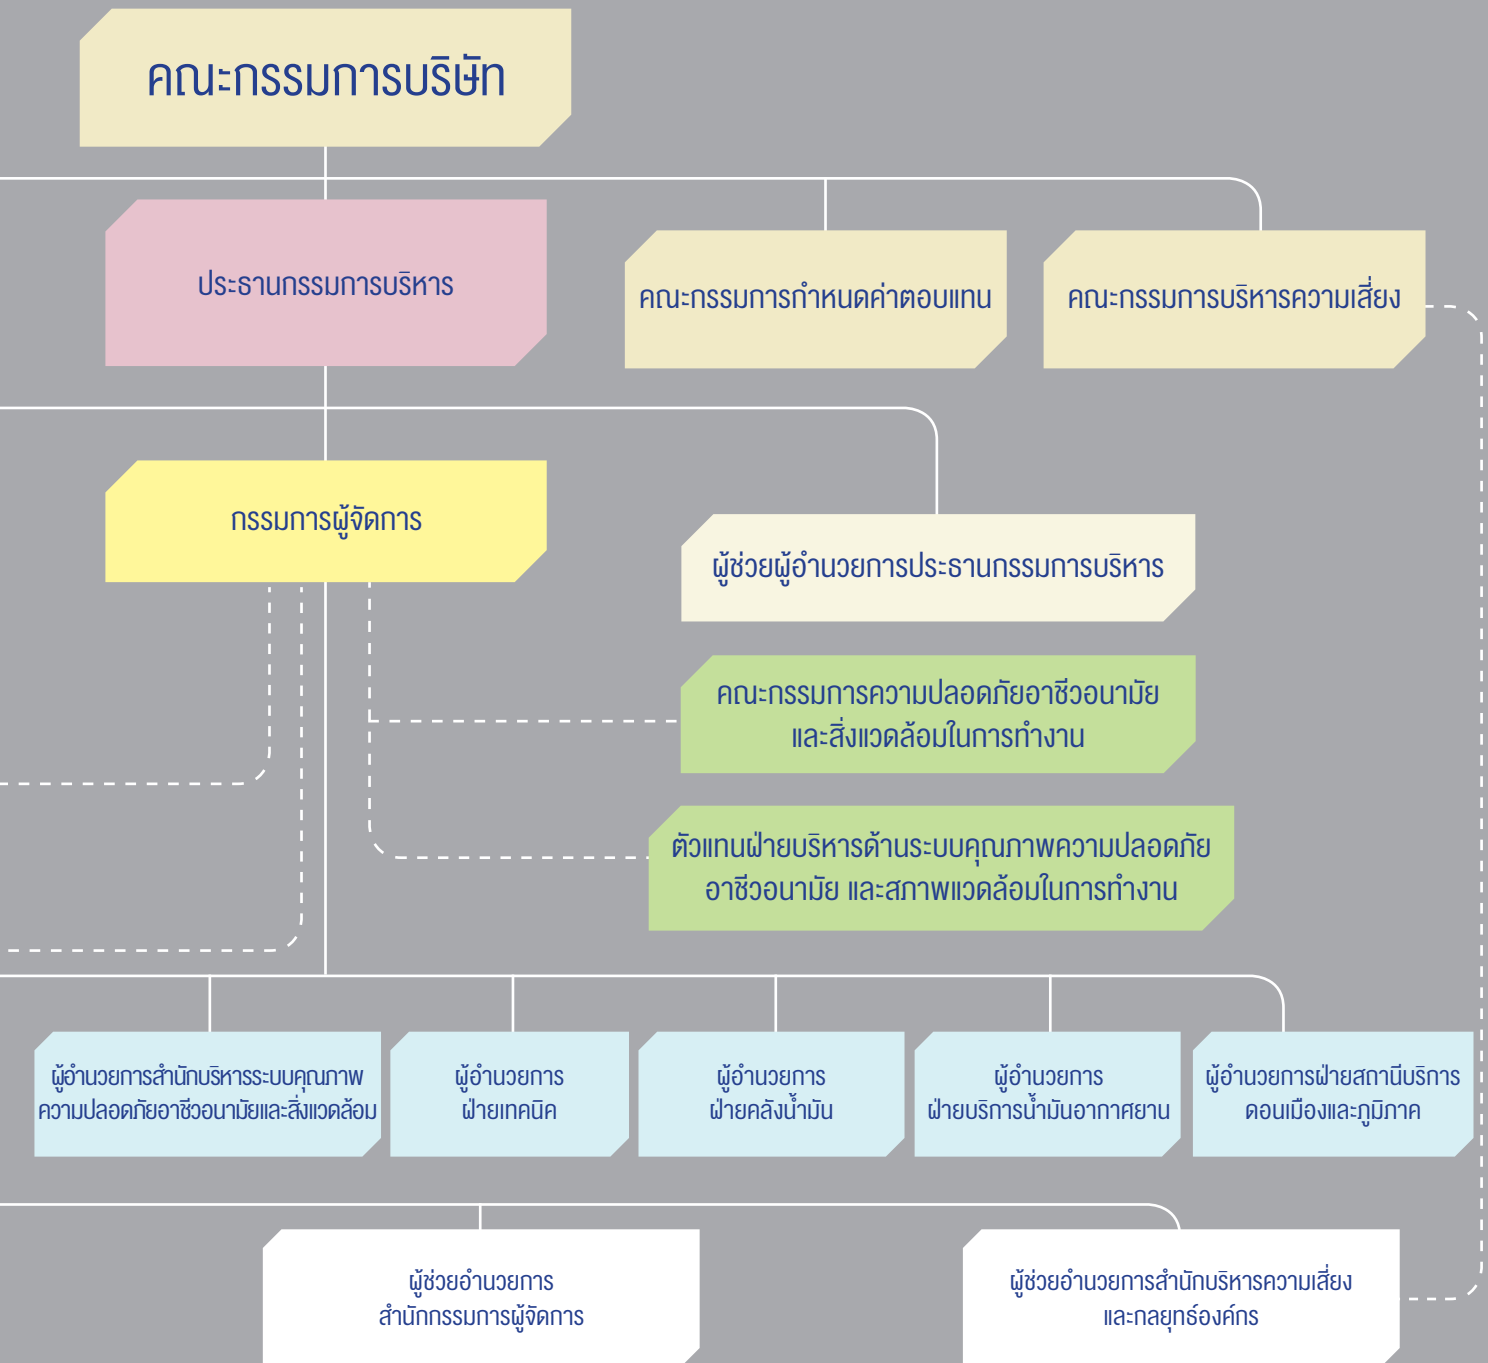 คณะกรรมการบริษัท
ประธานกรรมการบริหาร
คณะกรรมการกำหนดค่าตอบแทน
คณะกรรมการบริหารความเสี่ยง
กรรมการผู้จัดการ
ผู้ช่วยผู้อำนวยการประธานกรรมการบริหาร
คณะกรรมการความปลอดภัยอาชีวอนามัย
และสิ่งแวดล้อมในการทำงาน
ตัวแทนฝ่ายบริหารด้านระบบคุณภาพความปลอดภัย
อาชีวอนามัย และสภาพแวดล้อมในการทำงาน
ผู้อำนวยการสำนักบริหารระบบคุณภาพ
ความปลอดภัยอาชีวอนามัยและสิ่งแวดล้อม
ผู้อำนวยการ
ฝ่ายเทคนิค
ผู้อำนวยการ
ฝ่ายคลังน้ำมัน
ผู้อำนวยการ
ฝ่ายบริการน้ำมันอากาศยาน
ผู้อำนวยการฝ่ายสถานีบริการ
ดอนเมืองและภูมิภาค
ผู้ช่วยอำนวยการ
สำนักกรรมการผู้จัดการ
ผู้ช่วยอำนวยการสำนักบริหารความเสี่ยง
และกลยุทธ์องค์กร